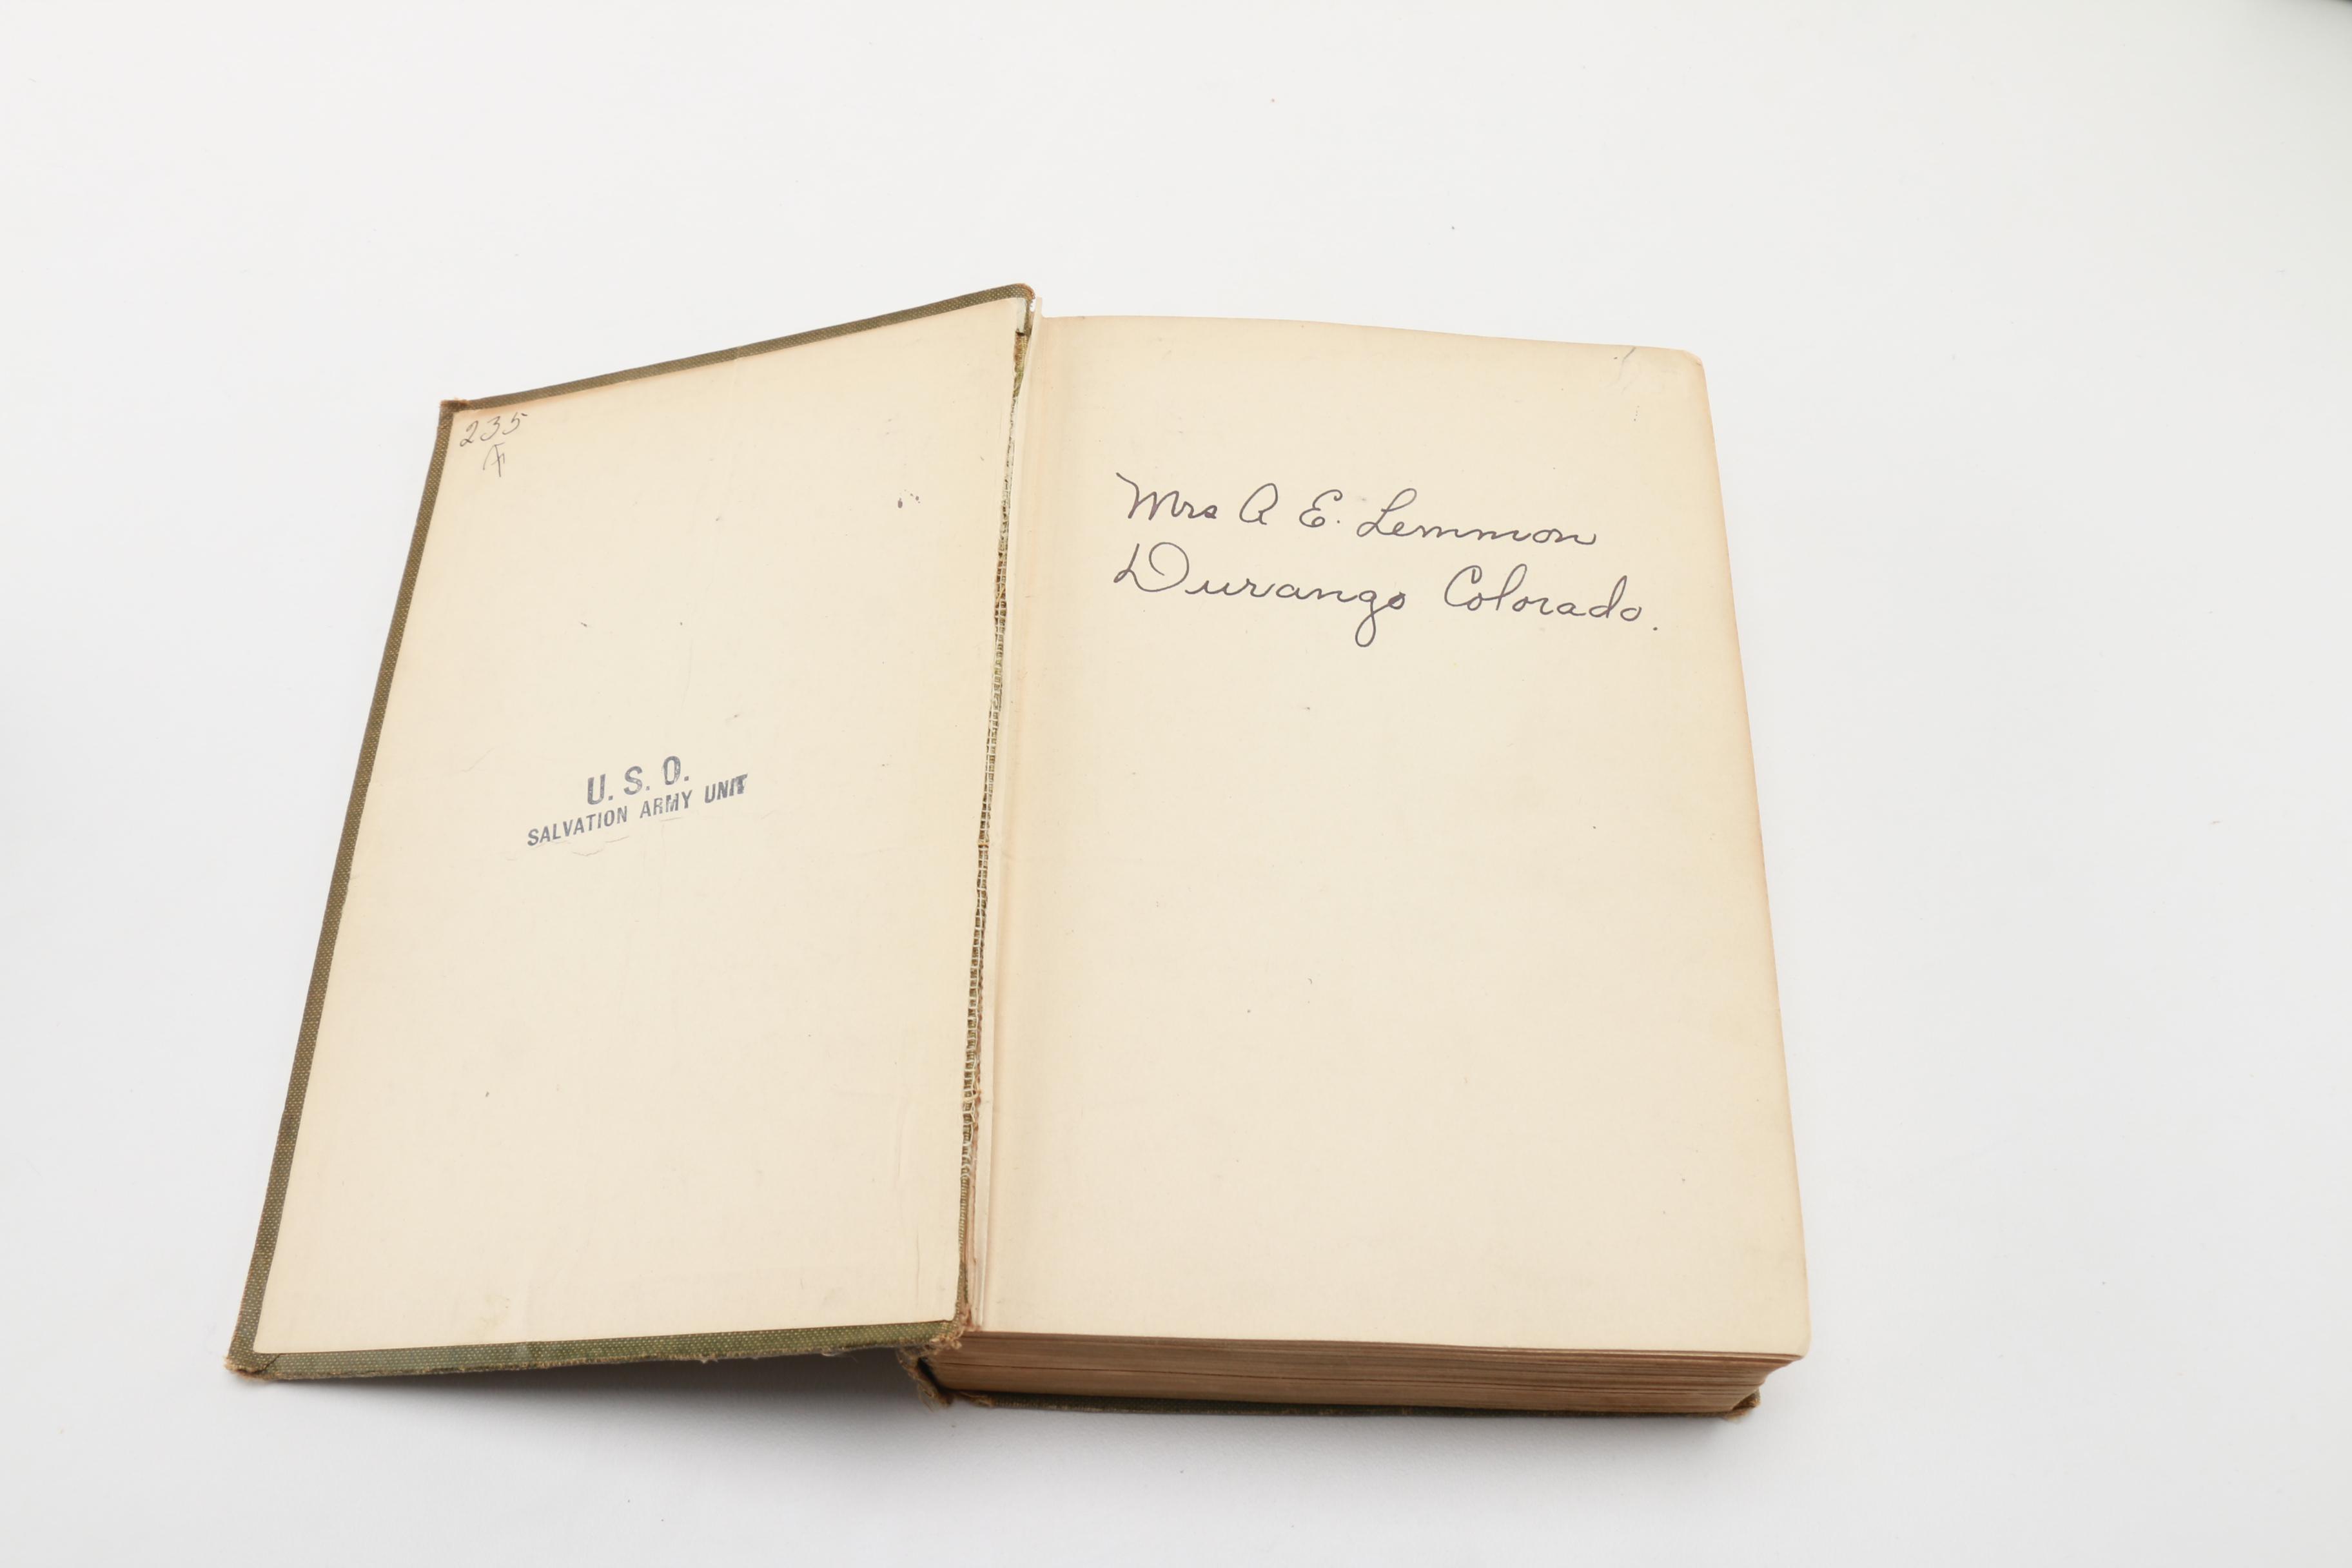 235
U. S. O.
SALVATION ARMY UNIT
Mrs A E. Lemmon
Durango Colorado.